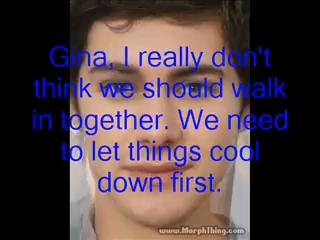 Gina, I really don't
think we should walk
in together. We need
to let things cool
down first.
www.MorphThing.com